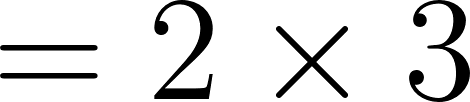 = 2 × 3